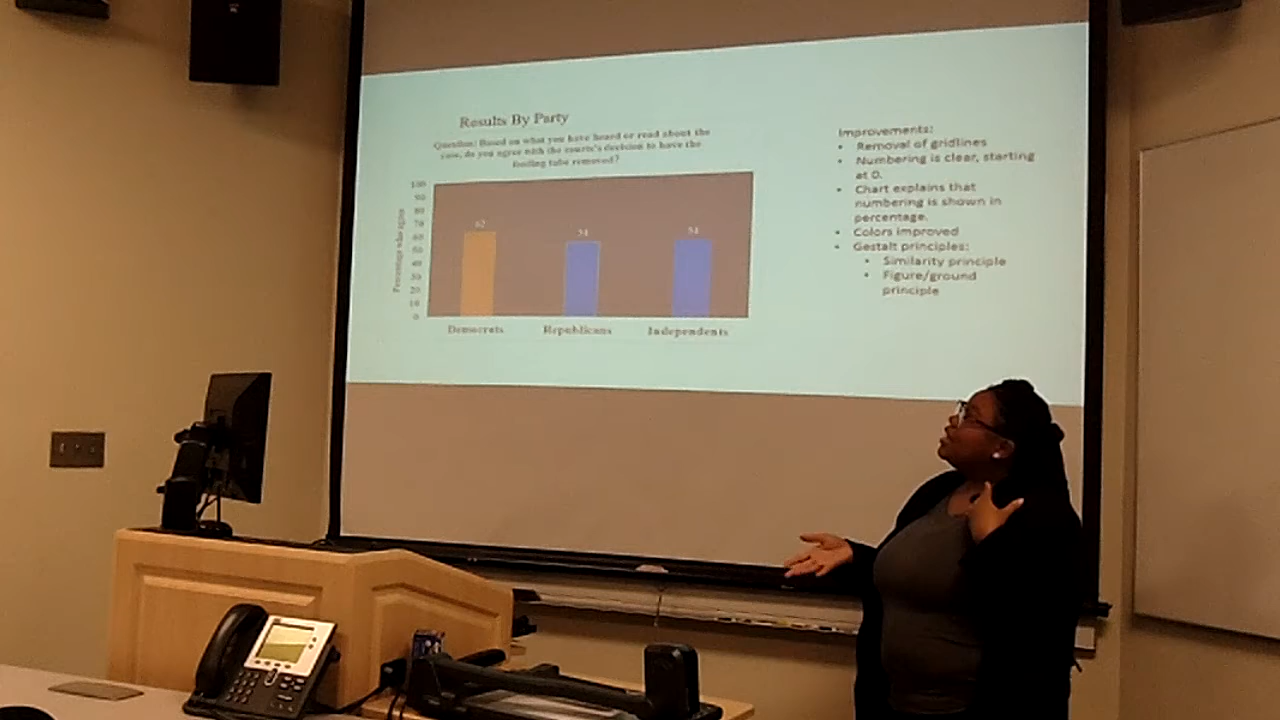 Results By Party
Question: Based on what you have heard or read about the
case, do you agree with the court's decision to have the
feeding tube removed?
100
90
80
70
60
50
40
30
20
10
0
Percentage who agree
62
54
54
Democrats
Republicans
Independents
Improvements:
• Removal of gridlines
• Numbering is clear, starting
at 0.
• Chart explains that
numbering is shown in
percentage.
• Colors improved
• Gestalt principles:
• Similarity principle
• Figure/ground
principle